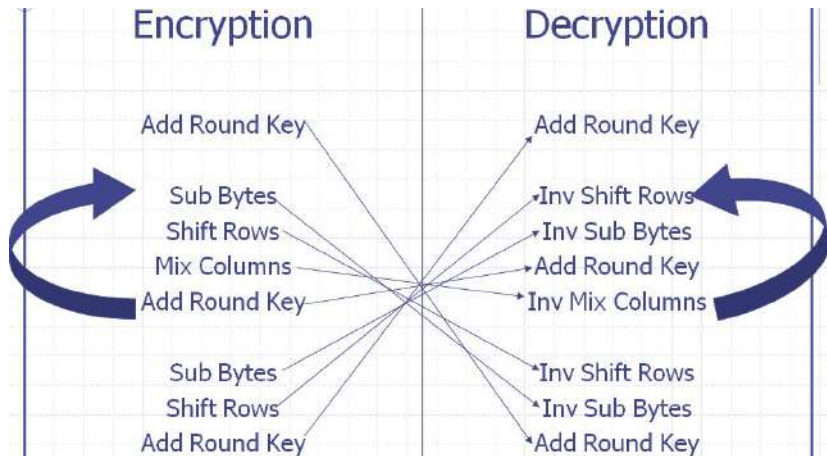 Encryption
Add Round Key
Sub Bytes
Shift Rows
Mix Columns
Add Round Key
Sub Bytes
Shift Rows
Add Round Key
Decryption
Add Round Key
Inv Shift Rows
Inv Sub Bytes
Add Round Key
Inv Mix Columns
Inv Shift Rows
Inv Sub Bytes
Add Round Key